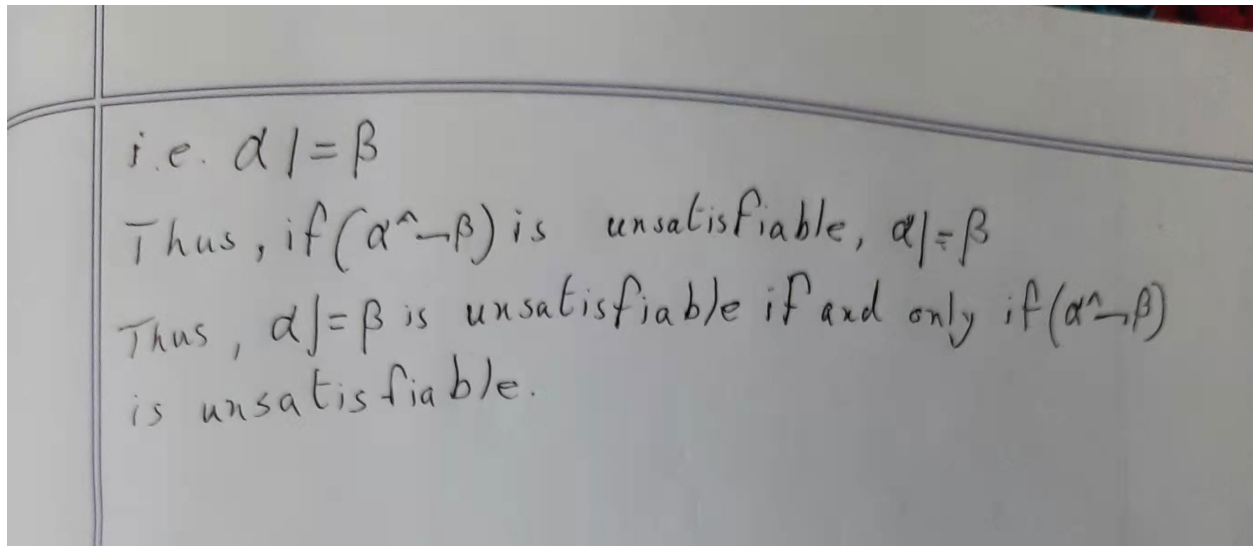 i.e. α |= β
Thus, if (α^¬β) is unsatisfiable, α|=β
Thus, α|=β is unsatisfiable if and only if (α^¬β)
is unsatisfiable.